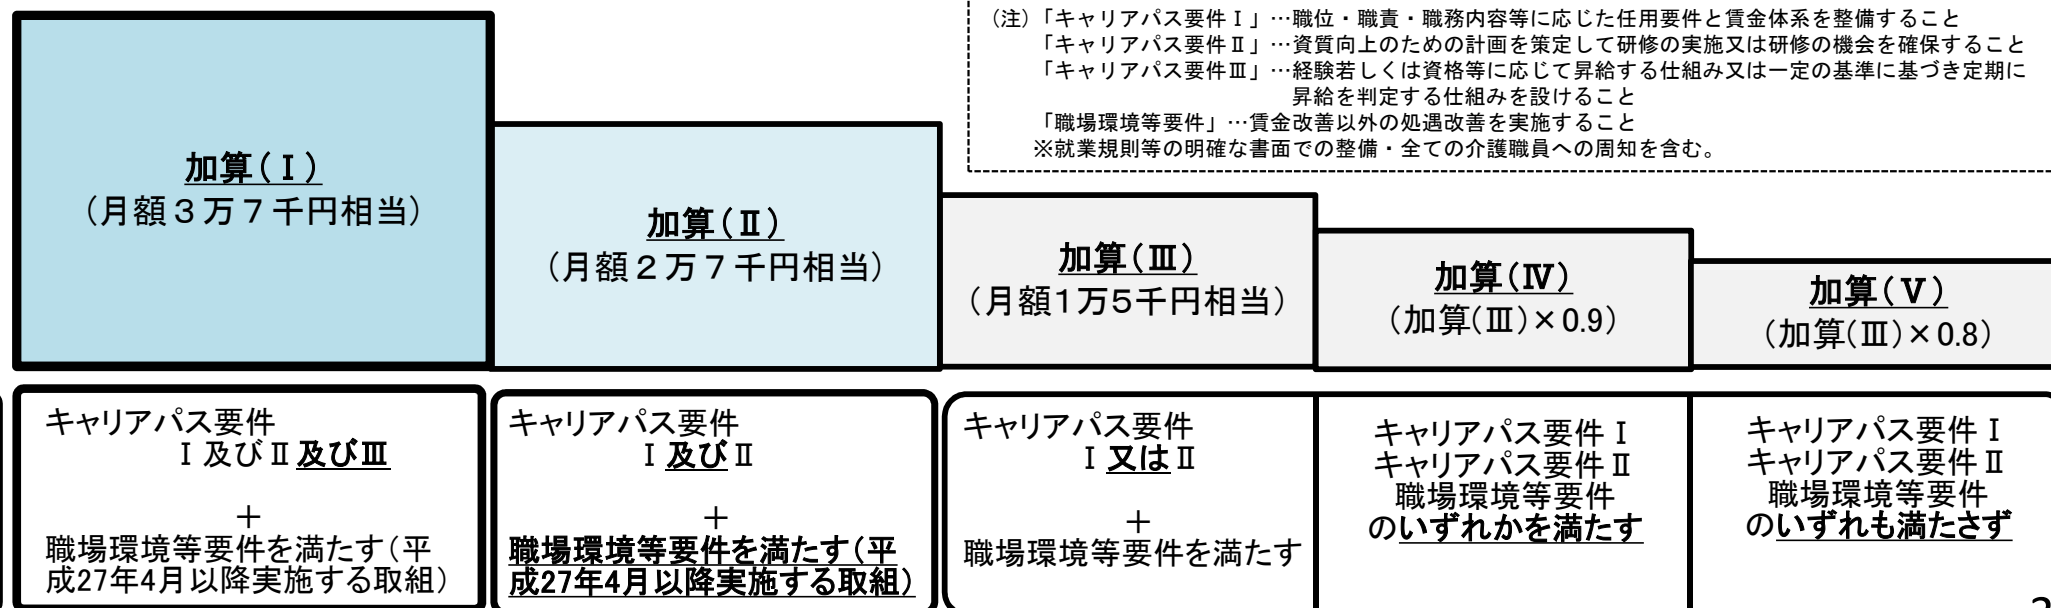 (注)「キャリアパス要件Ⅰ」…職位・職責・職務内容等に応じた任用要件と賃金体系を整備すること
「キャリアパス要件Ⅱ」…資質向上のための計画を策定して研修の実施又は研修の機会を確保すること
「キャリアパス要件Ⅲ」…経験若しくは資格等に応じて昇給する仕組み又は一定の基準に基づき定期に
昇給を判定する仕組みを設けること
「職場環境等要件」…賃金改善以外の処遇改善を実施すること
※就業規則等の明確な書面での整備・全ての介護職員への周知を含む。
加算(Ⅰ)
(月額3万7千円相当)
加算(Ⅱ)
(月額2万7千円相当)
加算(Ⅲ)
(月額1万5千円相当)
加算(Ⅳ)
(加算(Ⅲ)×0.9)
加算(Ⅴ)
(加算(Ⅲ)×0.8)
キャリアパス要件
Ⅰ及びⅡ及びⅢ
+
職場環境等要件を満たす(平
成27年4月以降実施する取組)
キャリアパス要件
Ⅰ及びⅡ
+
職場環境等要件を満たす(平
成27年4月以降実施する取組)
キャリアパス要件
Ⅰ又はⅡ
+
職場環境等要件を満たす
キャリアパス要件Ⅰ
キャリアパス要件Ⅱ
職場環境等要件
のいずれかを満たす
キャリアパス要件Ⅰ
キャリアパス要件Ⅱ
職場環境等要件
のいずれも満たさず